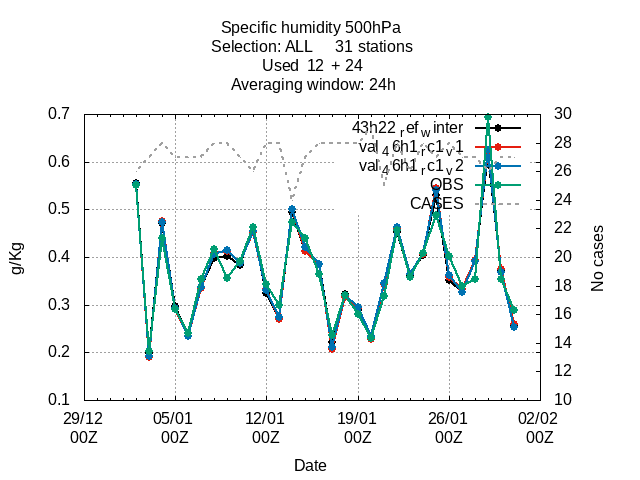 Specific humidity 500hPa
Selection: ALL 31 stations
Used 12 + 24
Averaging window: 24h
0.7
0.6
0.5
0.4
0.3
0.2
0.1
g/Kg
30
28
26
24
22
20
18
16
14
12
10
No cases
43h22_ref_winter
val_46h1_rc1_v1
val_46h1_rc1_v2
OBS
CASES
29/12 05/01 12/01 19/01 26/01 02/02
00Z 00Z 00Z 00Z 00Z 00Z
Date